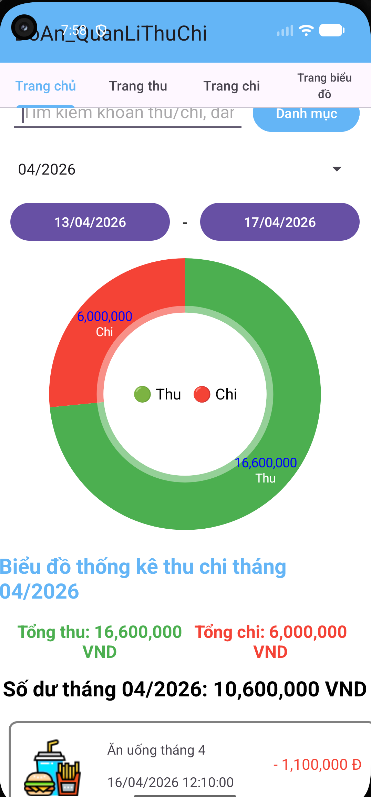 7:58
DoAn_QuanLiThuChi
Trang chủ
Trang thu
Trang chi
Trang biểu
đồ
Tìm kiếm khoản thu/chi, dan
Danh mục
04/2026
13/04/2026 - 17/04/2026
6,000,000
Chi
Thu
Chi
16,600,000
Thu
Biểu đồ thống kê thu chi tháng
04/2026
Tổng thu: 16,600,000
VND
Tổng chi: 6,000,000
VND
Số dư tháng 04/2026: 10,600,000 VND
Ăn uống tháng 4
- 1,100,000 Đ
16/04/2026 12:10:00